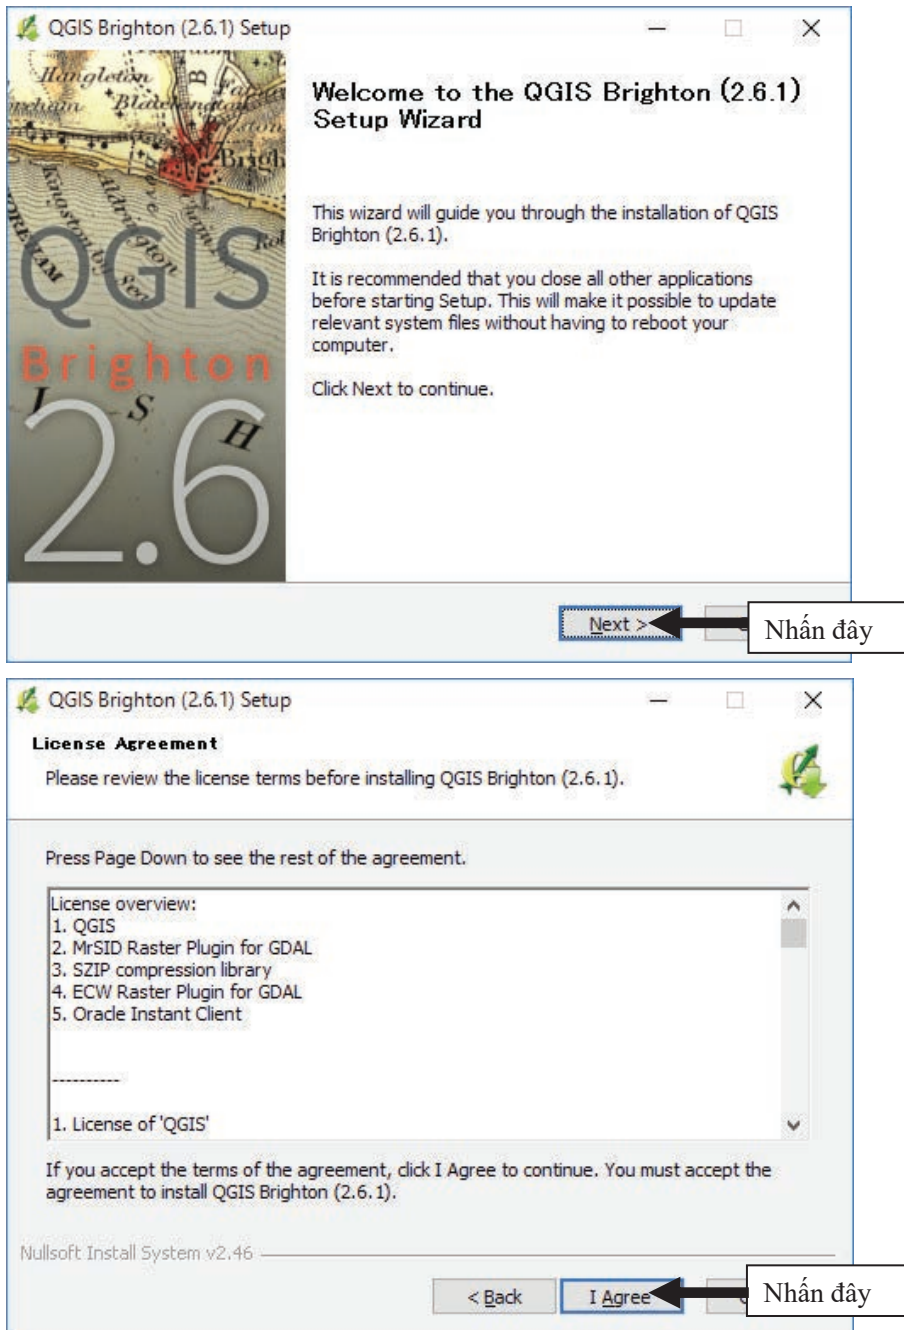 QGIS Brighton (2.6.1) Setup
Hangleton
Brigh
Kingston by Sea
Aldrington
QGIS
Brighton
I S H
2.6
Welcome to the QGIS Brighton (2.6.1)
Setup Wizard
This wizard will guide you through the installation of QGIS
Brighton (2.6.1).
It is recommended that you close all other applications
before starting Setup. This will make it possible to update
relevant system files without having to reboot your
computer.
Click Next to continue.
Next >
Nhấn đây
QGIS Brighton (2.6.1) Setup
License Agreement
Please review the license terms before installing QGIS Brighton (2.6.1).
Press Page Down to see the rest of the agreement.
License overview:
1. QGIS
2. MrSID Raster Plugin for GDAL
3. SZIP compression library
4. ECW Raster Plugin for GDAL
5. Oracle Instant Client
----------
1. License of 'QGIS'
If you accept the terms of the agreement, click I Agree to continue. You must accept the
agreement to install QGIS Brighton (2.6.1).
Nullsoft Install System v2.46
< Back
I Agree
Nhấn đây